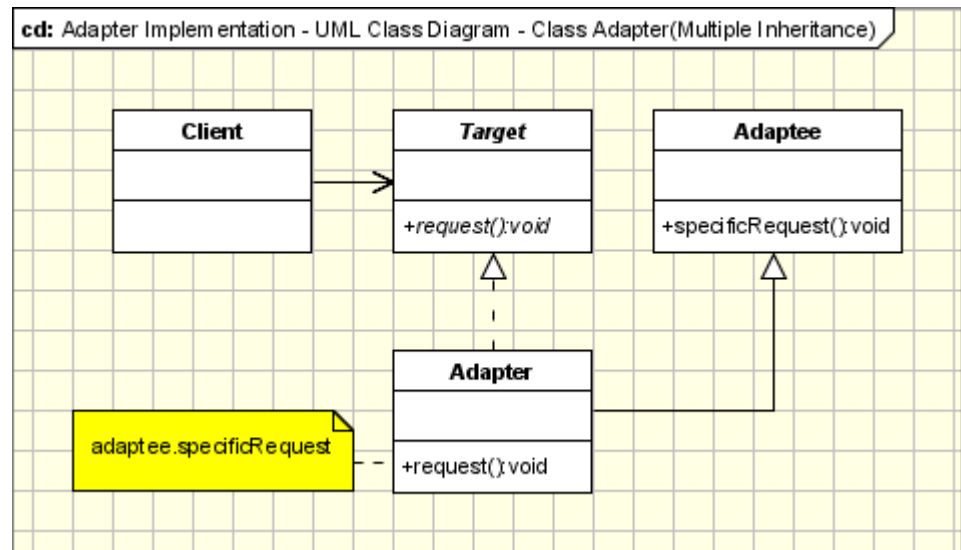 cd: Adapter Implementation - UML Class Diagram - Class Adapter(Multiple Inheritance)
Client
Target
Adaptee
+request():void
+specificRequest():void
Adapter
adaptee.specificRequest
+request():void